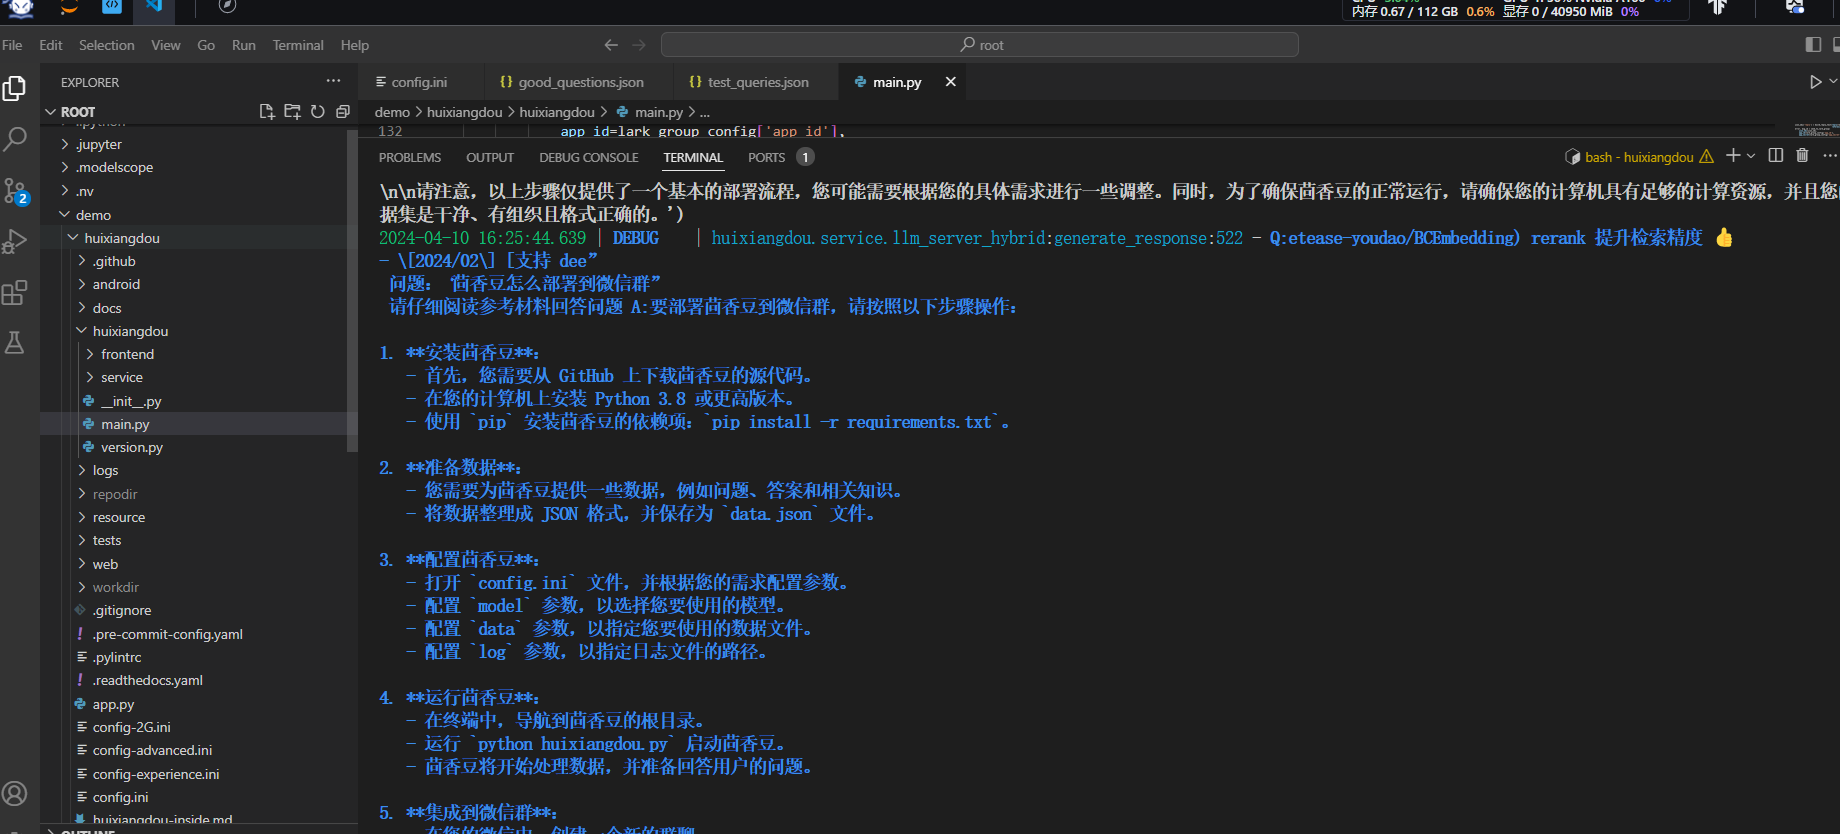 内存 0.67 / 112 GB 0.6% 显存 0 / 40950 MiB 0%
File Edit Selection View Go Run Terminal Help
root
EXPLORER
config.ini
good_questions.json
test_queries.json
main.py
ROOT
demo > huixiangdou > huixiangdou > main.py > ...
132 app_id=lark_group_config['app_id'],
.jupyter
.modelscope
.nv
demo
huixiangdou
.github
android
docs
huixiangdou
frontend
service
__init__.py
main.py
version.py
logs
repodir
resource
tests
web
workdir
.gitignore
.pre-commit-config.yaml
.pylintrc
.readthedocs.yaml
app.py
config-2G.ini
config-advanced.ini
config-experience.ini
config.ini
huixiangdou-inside.md
OUTLINE
2
PROBLEMS OUTPUT DEBUG CONSOLE TERMINAL PORTS 1
bash - huixiangdou
\n\n请注意，以上步骤仅提供了一个基本的部署流程，您可能需要根据您的具体需求进行一些调整。同时，为了确保茴香豆的正常运行，请确保您的计算机具有足够的计算资源，并且您
据集是干净、有组织且格式正确的。')
2024-04-10 16:25:44.639 | DEBUG | huixiangdou.service.llm_server_hybrid:generate_response:522 - Q:etease-youdao/BCEmbedding) rerank 提升检索精度 👍
- \[2024/02\] [支持 dee”
问题：“茴香豆怎么部署到微信群”
请仔细阅读参考材料回答问题 A:要部署茴香豆到微信群，请按照以下步骤操作：
1. **安装茴香豆**：
- 首先，您需要从 GitHub 上下载茴香豆的源代码。
- 在您的计算机上安装 Python 3.8 或更高版本。
- 使用 `pip` 安装茴香豆的依赖项：`pip install -r requirements.txt`。
2. **准备数据**：
- 您需要为茴香豆提供一些数据，例如问题、答案和相关知识。
- 将数据整理成 JSON 格式，并保存为 `data.json` 文件。
3. **配置茴香豆**：
- 打开 `config.ini` 文件，并根据您的需求配置参数。
- 配置 `model` 参数，以选择您要使用的模型。
- 配置 `data` 参数，以指定您要使用的数据文件。
- 配置 `log` 参数，以指定日志文件的路径。
4. **运行茴香豆**：
- 在终端中，导航到茴香豆的根目录。
- 运行 `python huixiangdou.py` 启动茴香豆。
- 茴香豆将开始处理数据，并准备回答用户的问题。
5. **集成到微信群**：
- 在您的微信中，创建一个新的群聊